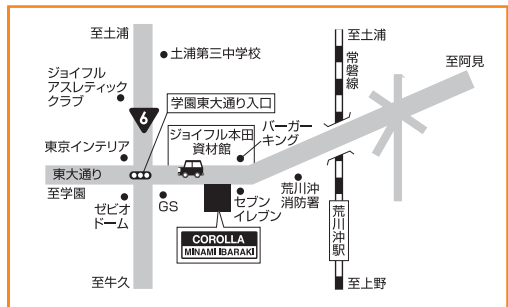 至土浦
土浦第三中学校
ジョイフル
アスレティック
クラブ
6
学園東大通り入口
東京インテリア
ジョイフル本田
資材館
バーガー
キング
常磐線
至土浦
至阿見
東大通り
至学園
ゼビオ
ドーム
GS
セブン
イレブン
荒川沖
消防署
荒川沖駅
COROLLA
MINAMI IBARAKI
至牛久
至上野